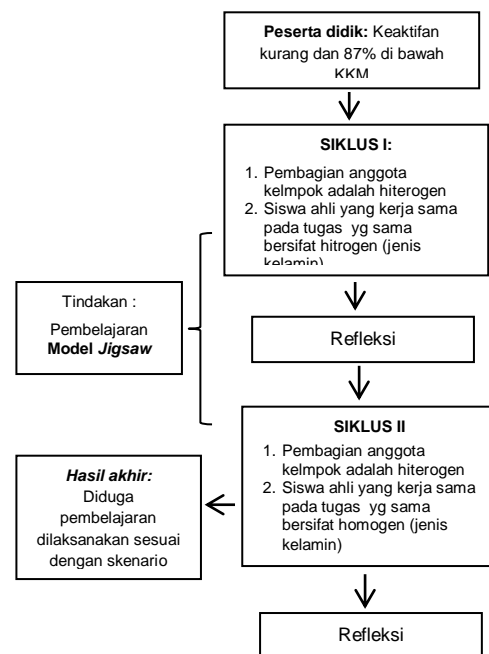 Peserta didik: Keaktifan
kurang dan 87% di bawah
KKM
SIKLUS I:
1. Pembagian anggota
kelmpok adalah hiterogen
2. Siswa ahli yang kerja sama
pada tugas yg sama
bersifat hitrogen (jenis
kelamin)
Tindakan :
Pembelajaran
Model Jigsaw
Refleksi
SIKLUS II
1. Pembagian anggota
kelmpok adalah hiterogen
2. Siswa ahli yang kerja sama
pada tugas yg sama
bersifat homogen (jenis
kelamin)
Hasil akhir:
Diduga
pembelajaran
dilaksanakan sesuai
dengan skenario
Refleksi